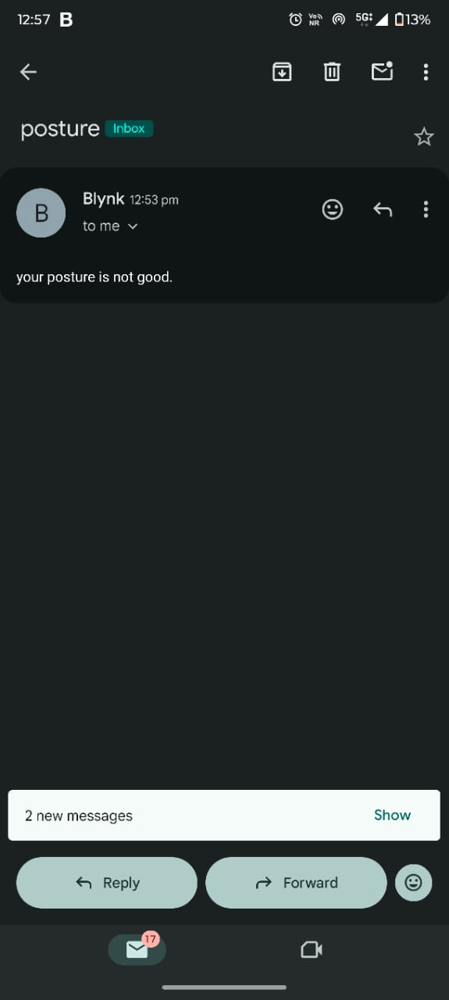 12:57 B Vo NR 5G 13%
posture Inbox
B Blynk 12:53 pm
to me
your posture is not good.
2 new messages Show
Reply Forward
17